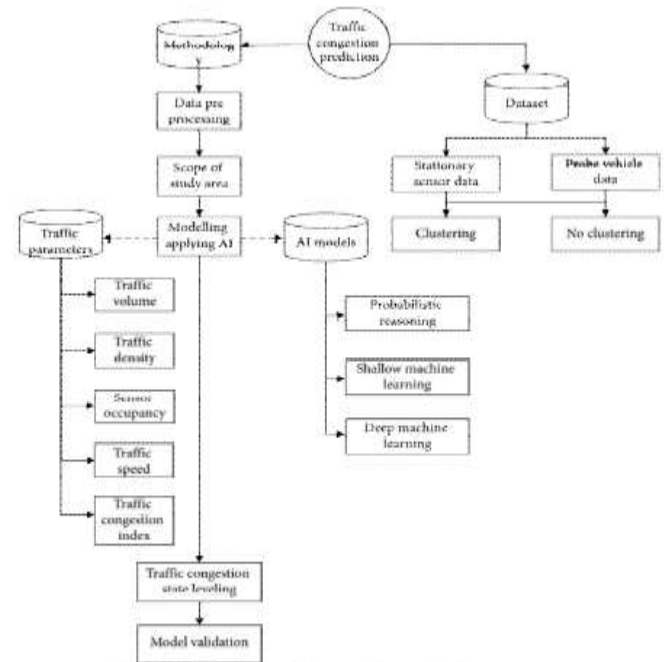 Traffic
congestion
prediction
Methodolog
y
Dataset
Data pre
processing
Stationary
sensor data
Probe vehicle
data
Scope of
study area
Clustering
No clustering
Traffic
parameters
Modelling
applying AI
AI models
Traffic
volume
Probabilistic
reasoning
Traffic
density
Shallow machine
learning
Sensor
occupancy
Deep machine
learning
Traffic
speed
Traffic
congestion
index
Traffic congestion
state leveling
Model validation